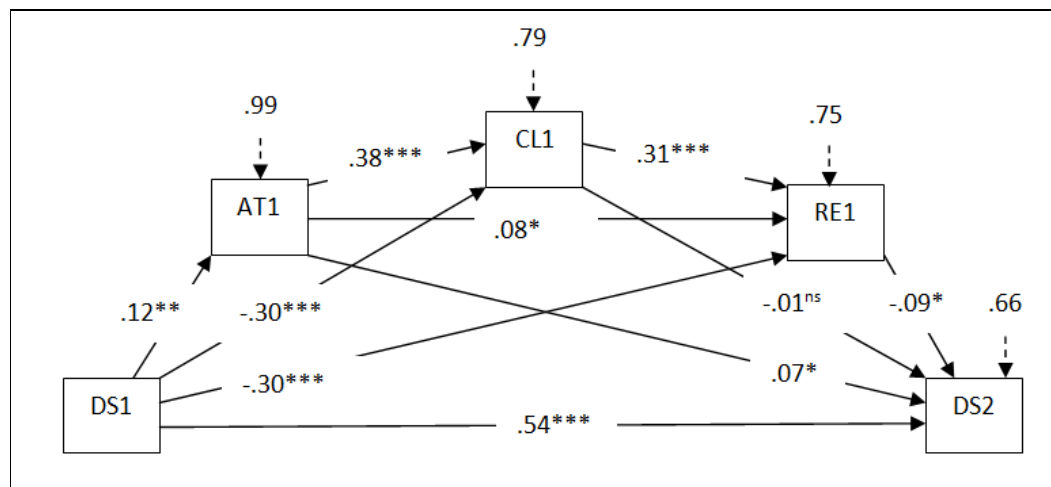 .79
.99
.75
CL1
.38***
.31***
AT1
RE1
.08*
.12**
-.30***
-.01ⁿˢ
-.09*
.66
-.30***
.07*
DS1
DS2
.54***